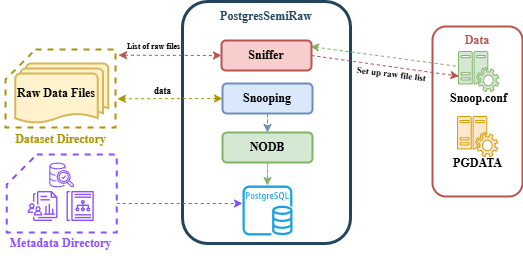 PostgresSemiRaw
List of raw files
Sniffer
Data
Set up raw file list
Snoop.conf
Raw Data Files
data
Snooping
Dataset Directory
NODB
PGDATA
PostgreSQL
Metadata Directory